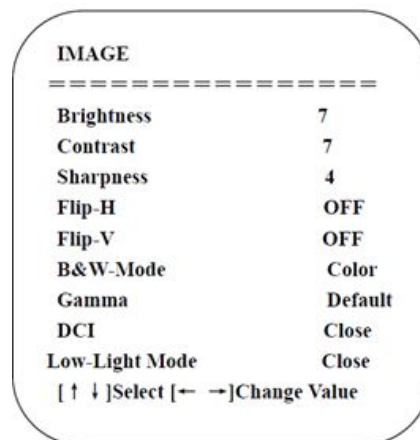 IMAGE
=================
Brightness 7
Contrast 7
Sharpness 4
Flip-H OFF
Flip-V OFF
B&W-Mode Color
Gamma Default
DCI Close
Low-Light Mode Close
[↑ ↓]Select [← →]Change Value